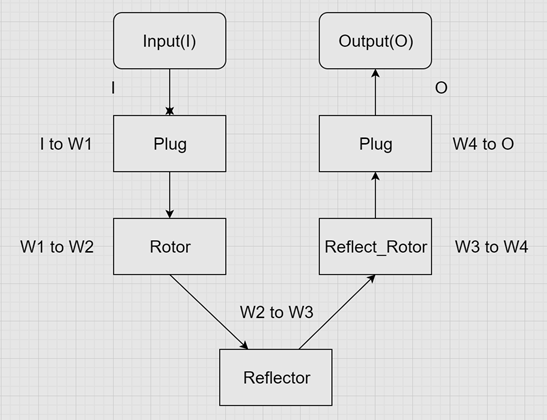 Input(I)
Output(O)
I
O
I to W1
Plug
Plug
W4 to O
W1 to W2
Rotor
Reflect_Rotor
W3 to W4
W2 to W3
Reflector